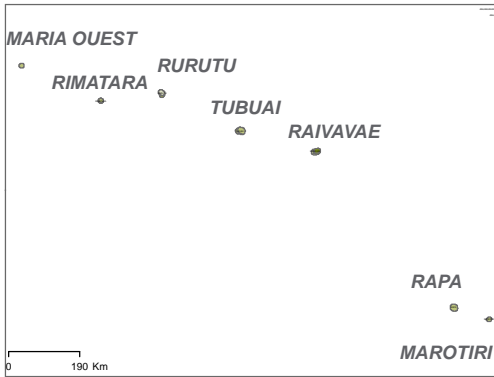 MARIA OUEST
RIMATARA
RURUTU
TUBUAI
RAIVAVAE
RAPA
MAROTIRI
0 190 Km